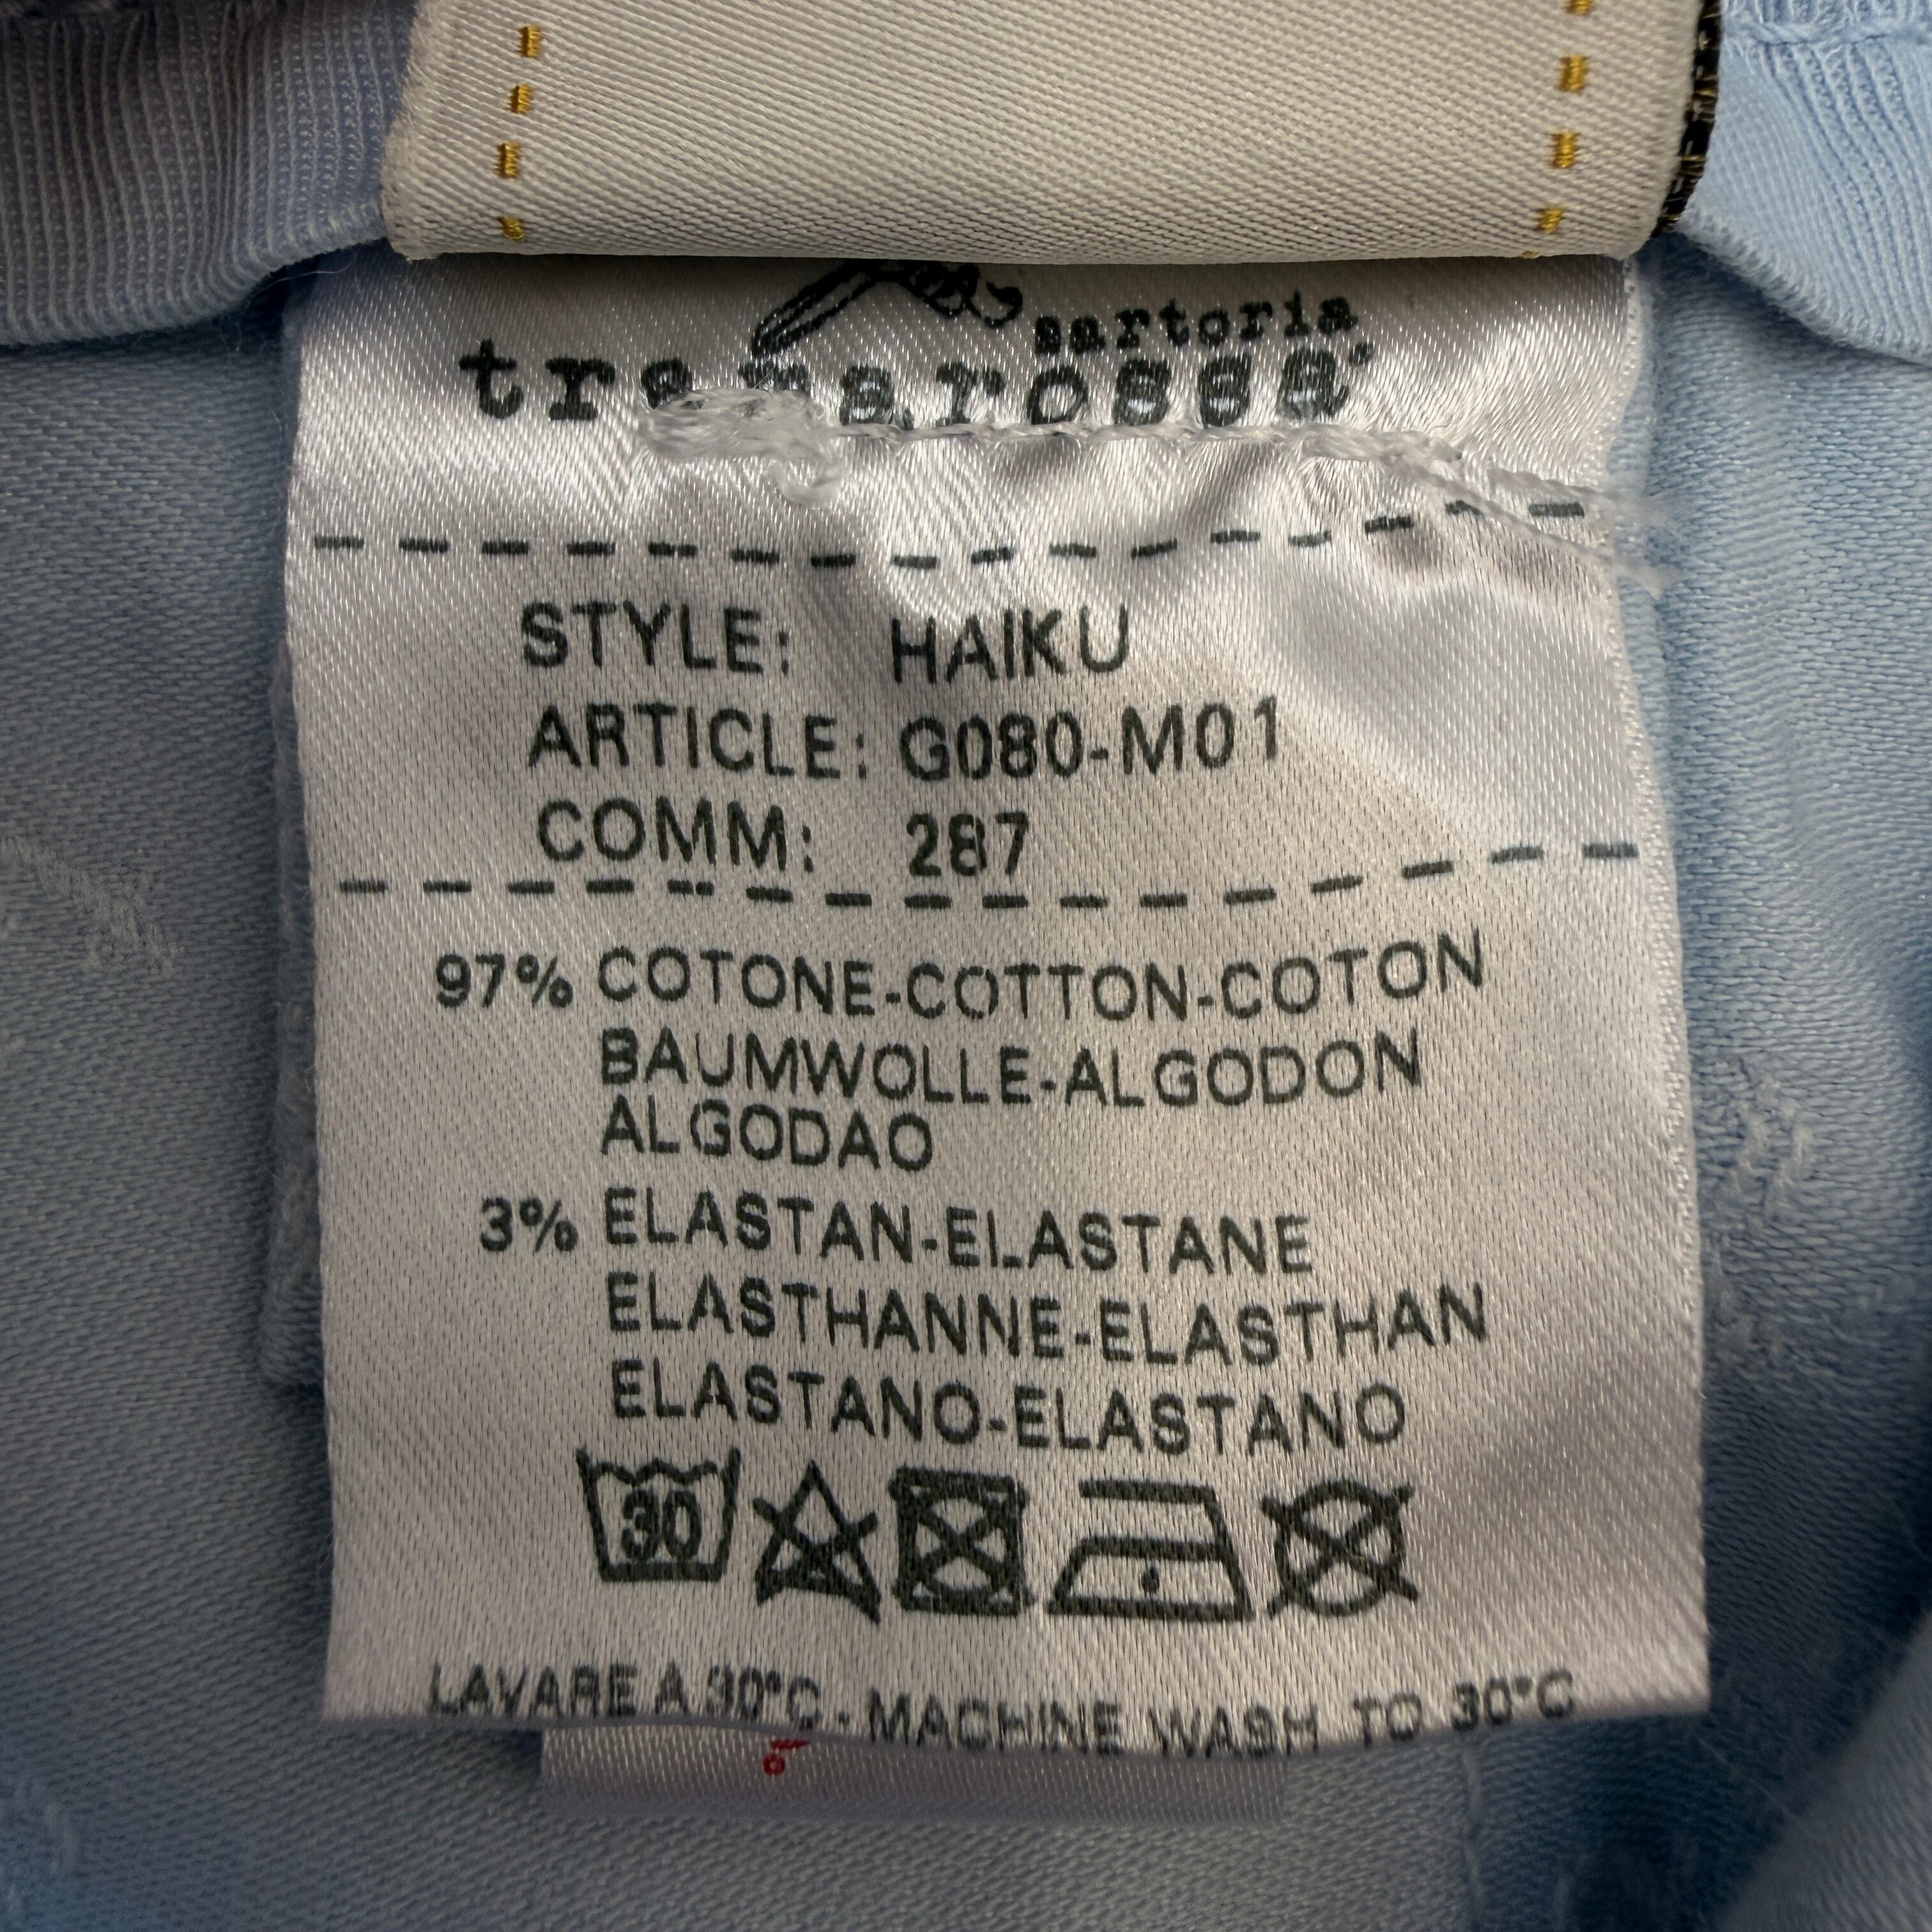 sartoria
tramarossa
STYLE: HAIKU
ARTICLE: G080-M01
COMM: 287
97% COTONE-COTTON-COTON
BAUMWOLLE-ALGODON
ALGODAO
3% ELASTAN-ELASTANE
ELASTHANNE-ELASTHAN
ELASTANO-ELASTANO
30
LAVARE A 30°C - MACHINE WASH TO 30°C